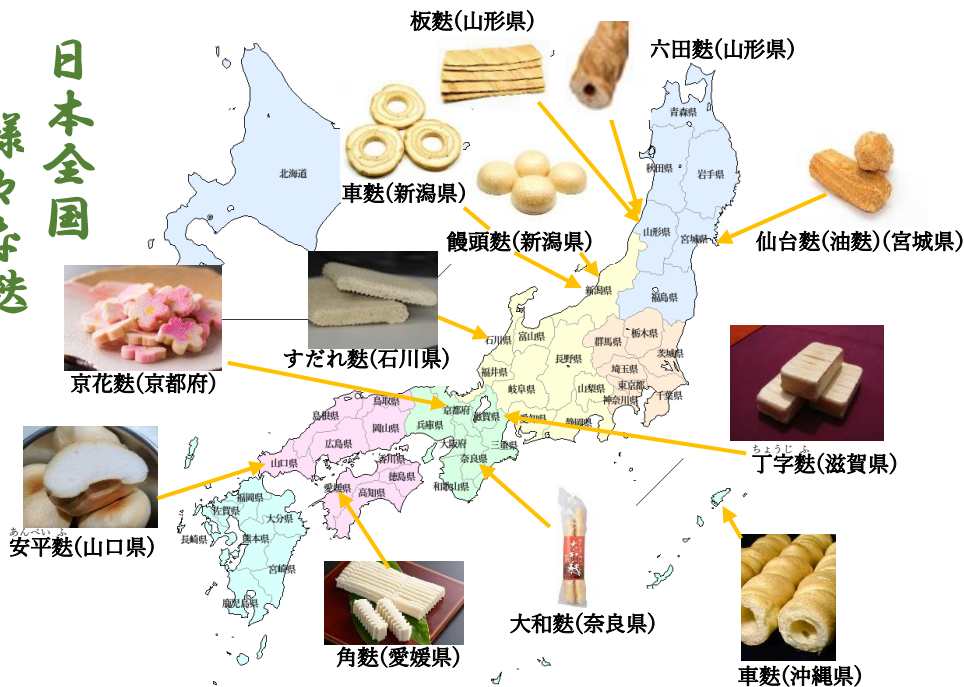 日本全国
様々な麩
板麩(山形県)
六田麩(山形県)
車麩(新潟県)
饅頭麩(新潟県)
仙台麩(油麩)(宮城県)
すだれ麩(石川県)
京花麩(京都府)
ちょうじ ふ
丁字麩(滋賀県)
あんぺい ふ
安平麩(山口県)
大和麩(奈良県)
角麩(愛媛県)
車麩(沖縄県)
北海道
青森県
秋田県
岩手県
山形県
宮城県
福島県
新潟県
石川県
富山県
群馬県
栃木県
茨城県
長野県
埼玉県
福井県
岐阜県
山梨県
東京都
神奈川県
千葉県
愛知県
静岡県
京都府
滋賀県
兵庫県
大阪府
三重県
奈良県
和歌山県
鳥取県
島根県
岡山県
広島県
山口県
香川県
徳島県
愛媛県
高知県
福岡県
佐賀県
大分県
長崎県
熊本県
宮崎県
鹿児島県